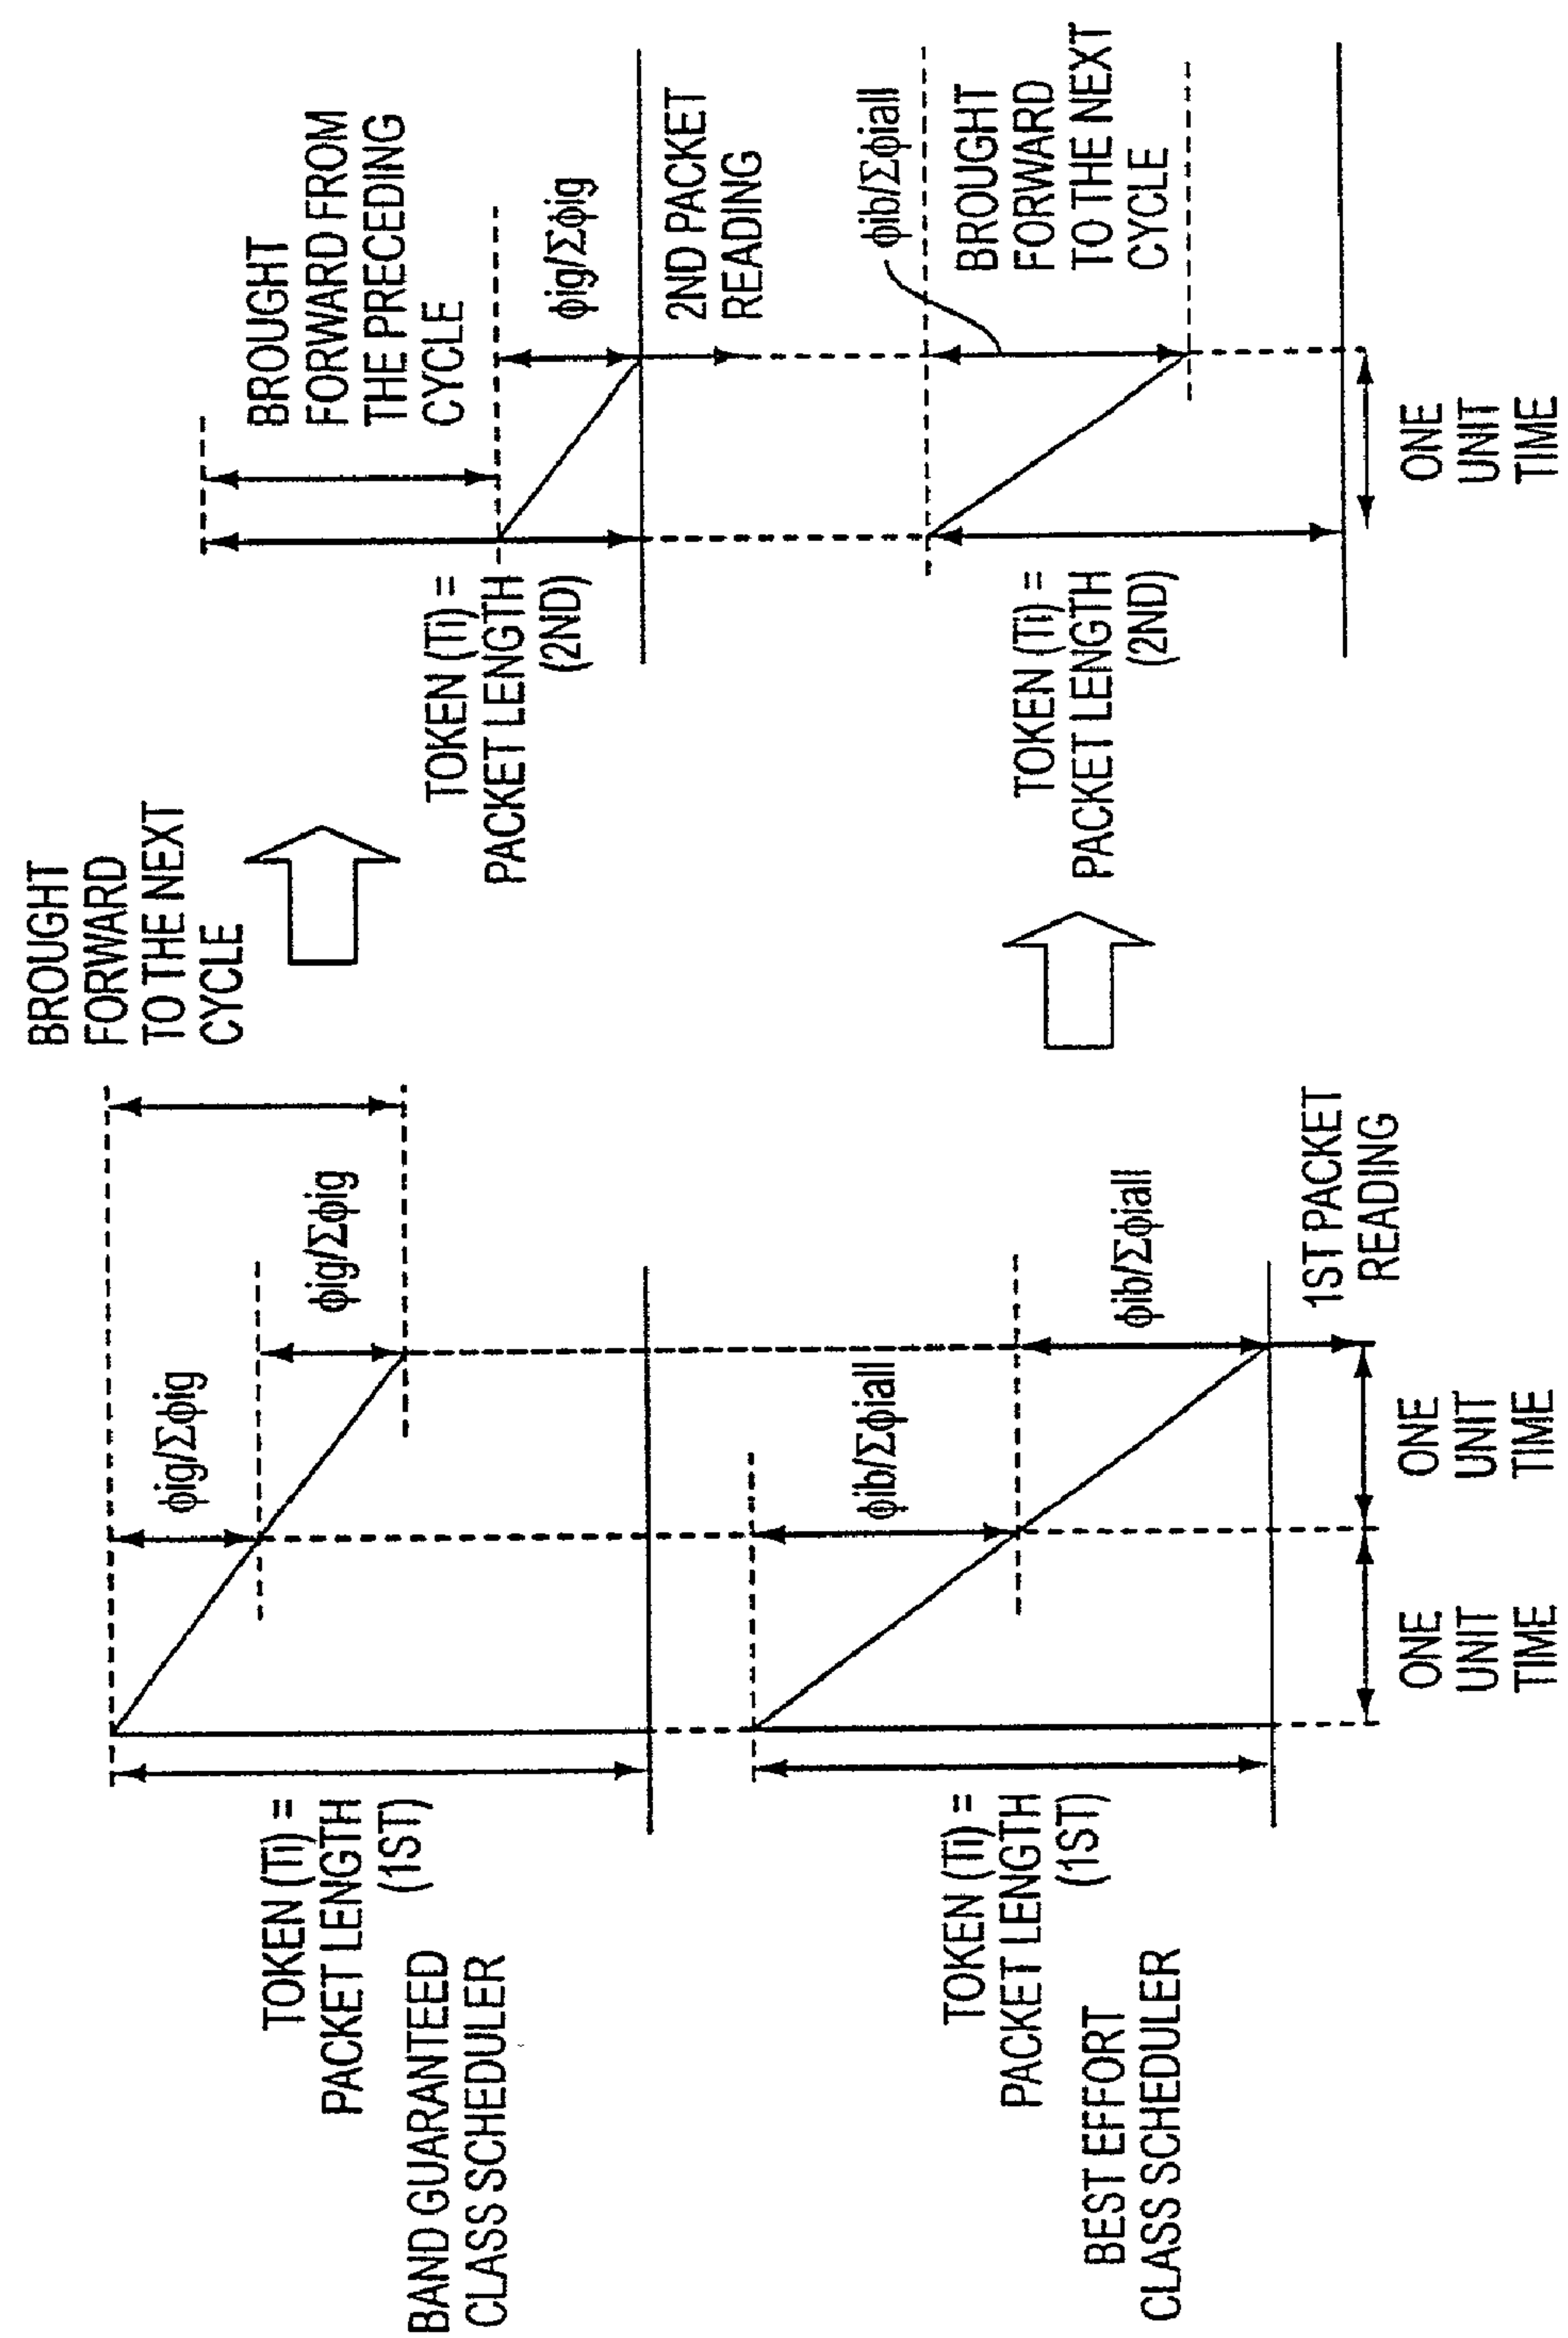 BROUGHT
FORWARD
TO THE NEXT
CYCLE
BROUGHT
FORWARD FROM
THE PRECEDING
CYCLE
ϕig/Σϕig
ϕig/Σϕig
TOKEN (Ti) =
PACKET LENGTH
(1ST)
BAND GUARANTEED
CLASS SCHEDULER
TOKEN (Ti) =
PACKET LENGTH
(2ND)
ϕig/Σϕig
2ND PACKET
READING
ϕib/Σϕiall
ϕib/Σϕiall
TOKEN (Ti) =
PACKET LENGTH
(1ST)
BEST EFFORT
CLASS SCHEDULER
1ST PACKET
READING
TOKEN (Ti) =
PACKET LENGTH
(2ND)
ϕib/Σϕiall
BROUGHT
FORWARD
TO THE NEXT
CYCLE
ONE
UNIT
TIME
ONE
UNIT
TIME
ONE
UNIT
TIME